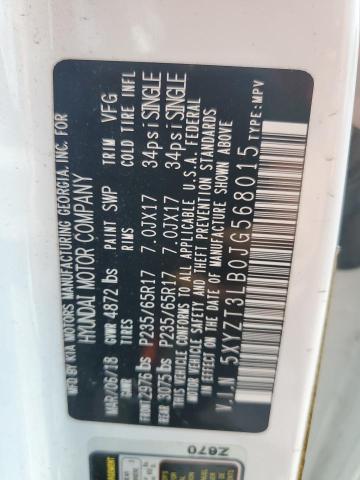 MFD. BY KIA MOTORS MANUFACTURING GEORGIA, INC. FOR
HYUNDAI MOTOR COMPANY
MAR/06/18 GVWR 4872 lbs PAINT SWP TRIM VFG
GAWR TIRES RIMS COLD TIRE INFL
FRONT 2976 lbs P235/65R17 7.0JX17 34psi SINGLE
REAR 3075 lbs P235/65R17 7.0JX17 34psi SINGLE
THIS VEHICLE CONFORMS TO ALL APPLICABLE U.S.A. FEDERAL
MOTOR VEHICLE SAFETY AND THEFT PREVENTION STANDARDS
IN EFFECT ON THE DATE OF MANUFACTURE SHOWN ABOVE
V.I.N 5XYZT3LB0JG568015 TYPE:MPV
Z670